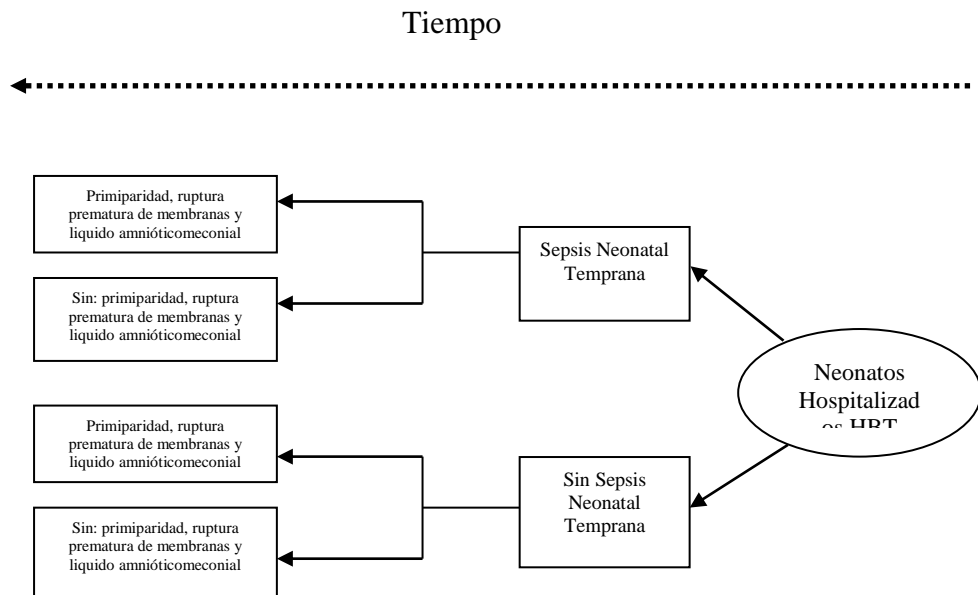 Tiempo
Primiparidad, ruptura
prematura de membranas y
liquido amnióticomeconial
Sepsis Neonatal
Temprana
Sin: primiparidad, ruptura
prematura de membranas y
liquido amnióticomeconial
Neonatos
Hospitalizad
os HBT
Primiparidad, ruptura
prematura de membranas y
liquido amnióticomeconial
Sin Sepsis
Neonatal
Temprana
Sin: primiparidad, ruptura
prematura de membranas y
liquido amnióticomeconial